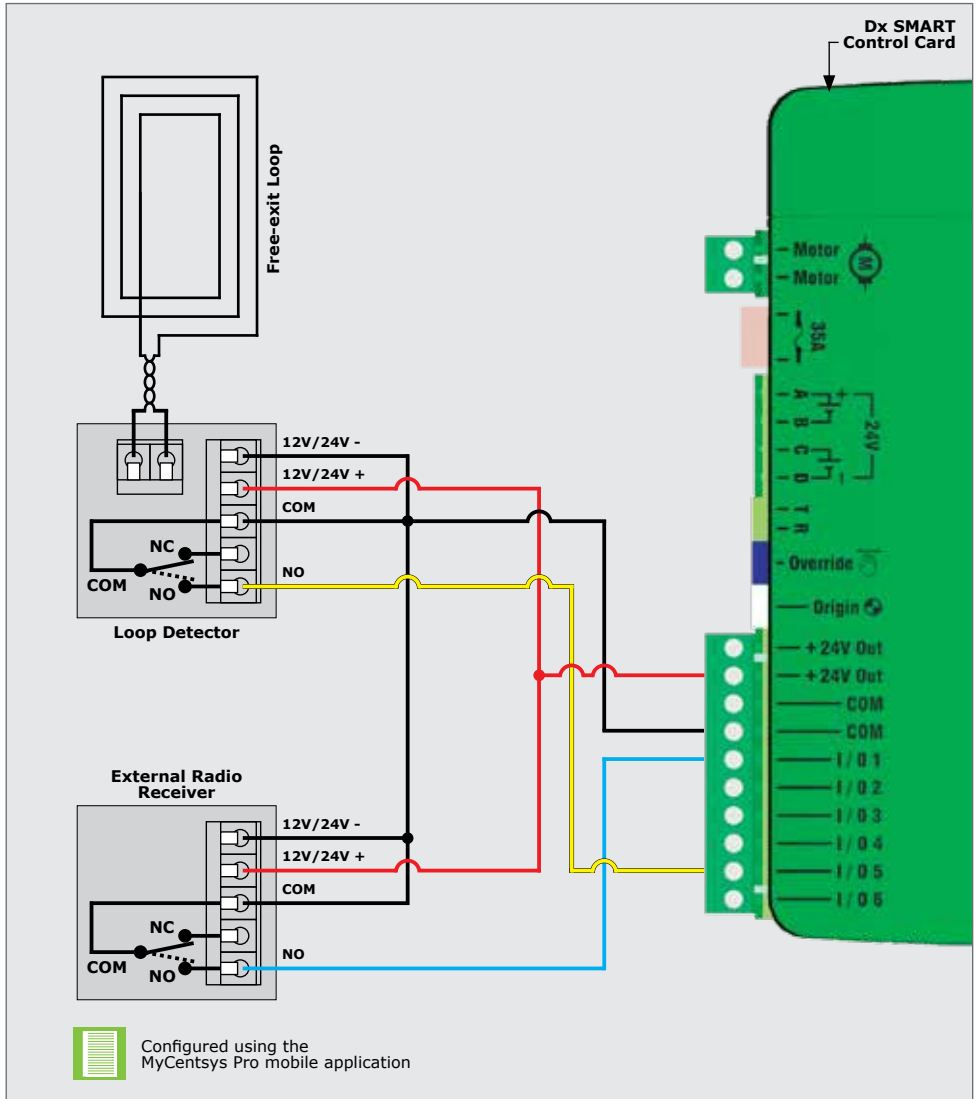 Dx SMART
Control Card
Free-exit Loop
Motor
Motor
M
35A
A
+
B
24V
C
D
–
T
R
Override
Origin
+24V Out
+24V Out
COM
COM
I/O 1
I/O 2
I/O 3
I/O 4
I/O 5
I/O 6
12V/24V -
12V/24V +
COM
NC
NO
COM
NO
Loop Detector
External Radio
Receiver
12V/24V -
12V/24V +
COM
NC
NO
COM
NO
Configured using the
MyCentsys Pro mobile application